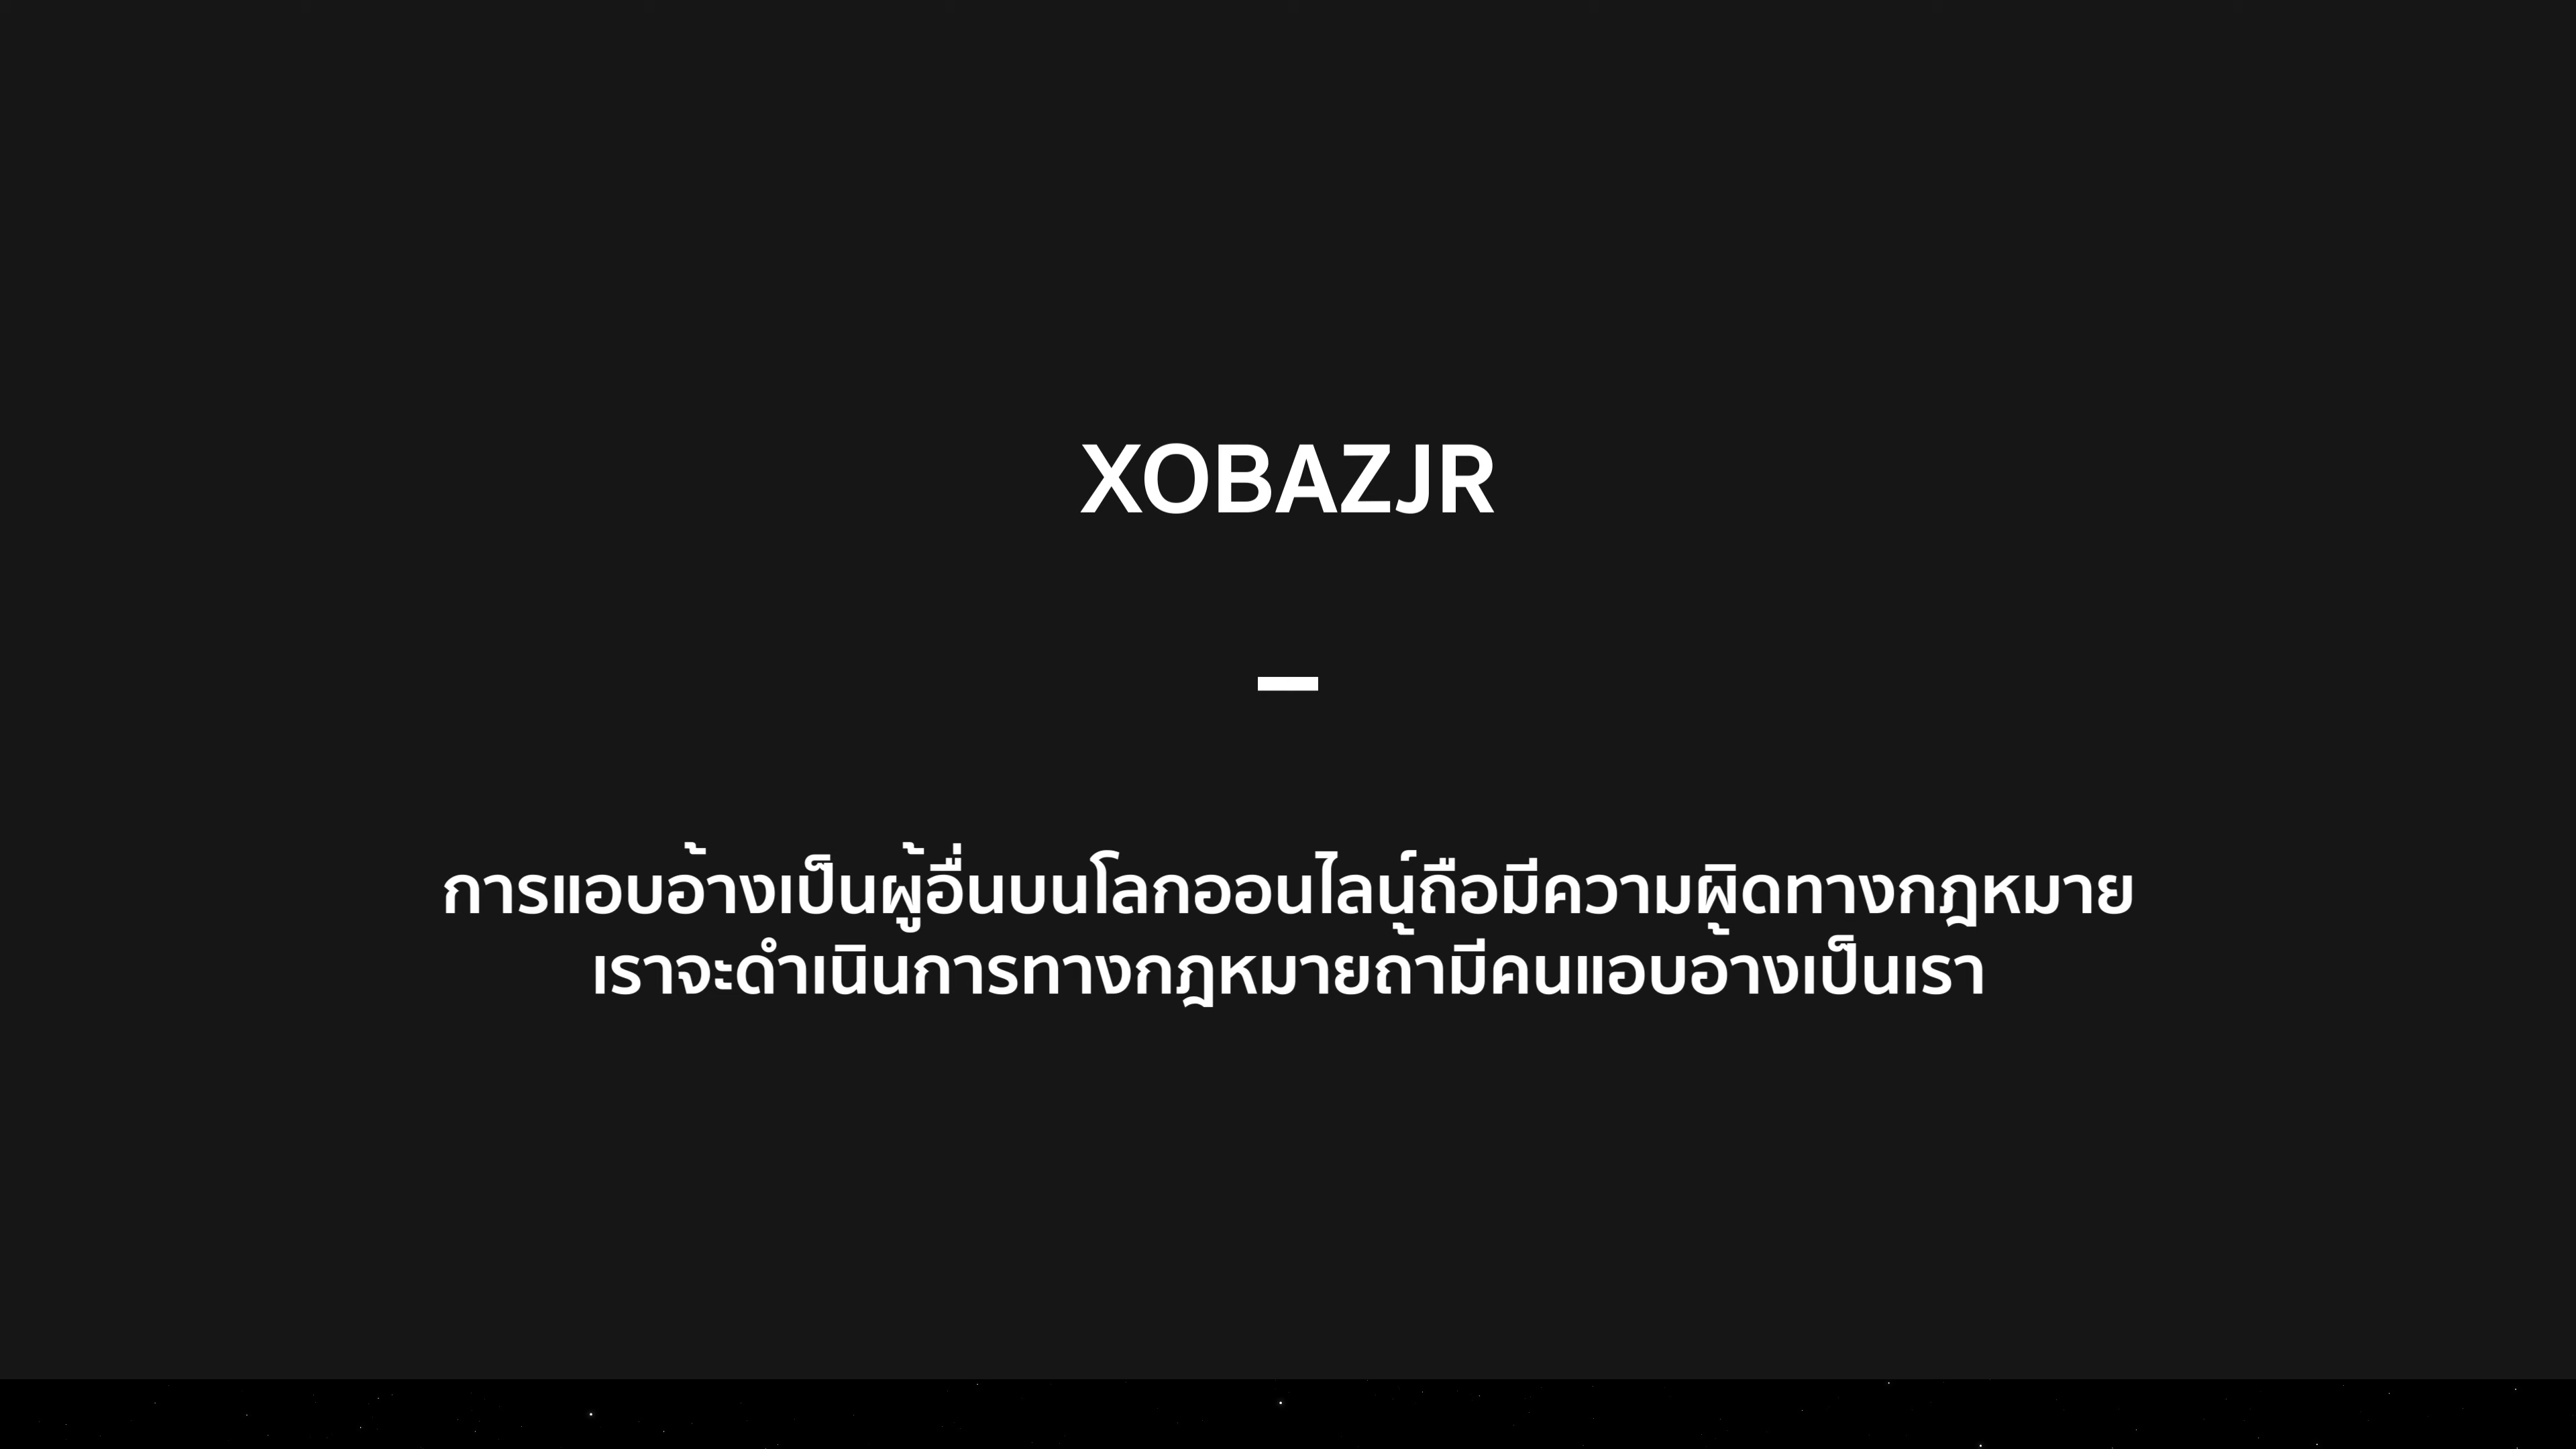 XOBAZJR
–
การแอบอ้างเป็นผู้อื่นบนโลกออนไลน์ถือมีความผิดทางกฎหมาย
เราจะดำเนินการทางกฎหมายถ้ามีคนแอบอ้างเป็นเรา